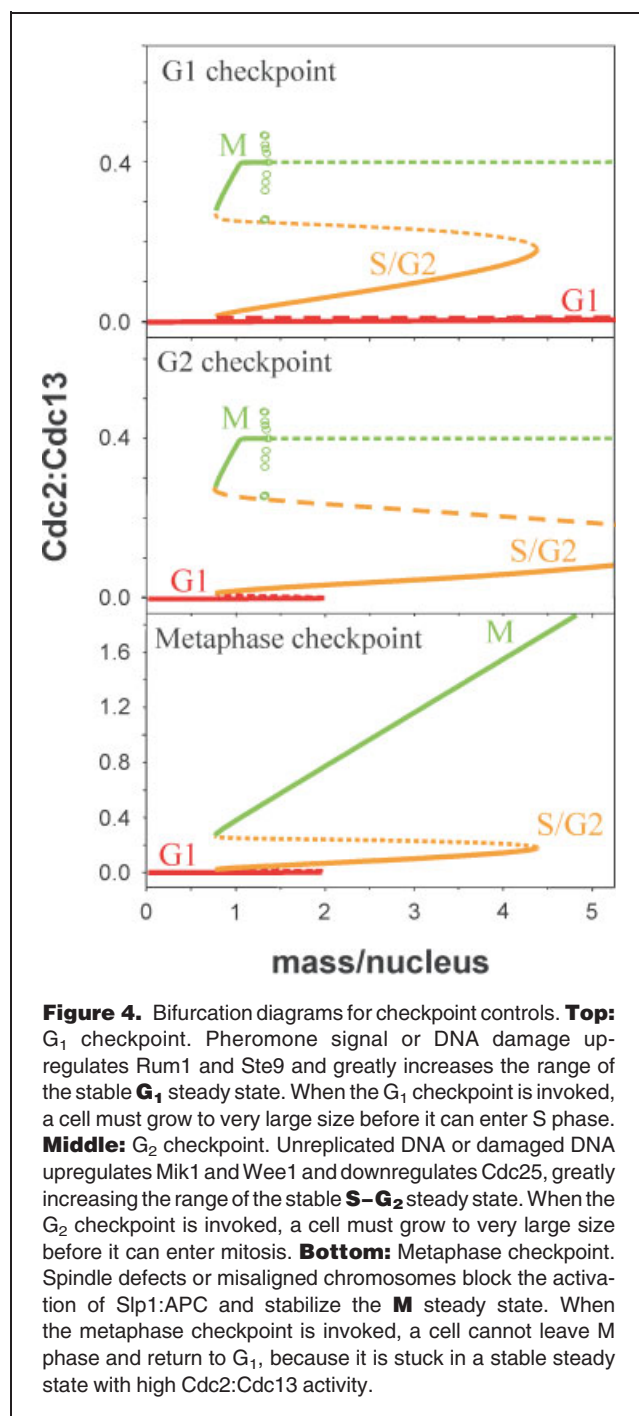 G1 checkpoint
M
0.4
S/G2
G1
0.0
G2 checkpoint
M
0.4
S/G2
G1
0.0
Cdc2:Cdc13
Metaphase checkpoint
M
1.6
1.2
0.8
0.4
S/G2
G1
0.0
0 1 2 3 4 5
mass/nucleus
Figure 4. Bifurcation diagrams for checkpoint controls. Top:
G₁ checkpoint. Pheromone signal or DNA damage up-
regulates Rum1 and Ste9 and greatly increases the range of
the stable G₁ steady state. When the G₁ checkpoint is invoked,
a cell must grow to very large size before it can enter S phase.
Middle: G₂ checkpoint. Unreplicated DNA or damaged DNA
upregulates Mik1 and Wee1 and downregulates Cdc25, greatly
increasing the range of the stable S–G₂ steady state. When the
G₂ checkpoint is invoked, a cell must grow to very large size
before it can enter mitosis. Bottom: Metaphase checkpoint.
Spindle defects or misaligned chromosomes block the activa-
tion of Slp1:APC and stabilize the M steady state. When
the metaphase checkpoint is invoked, a cell cannot leave M
phase and return to G₁, because it is stuck in a stable steady
state with high Cdc2:Cdc13 activity.